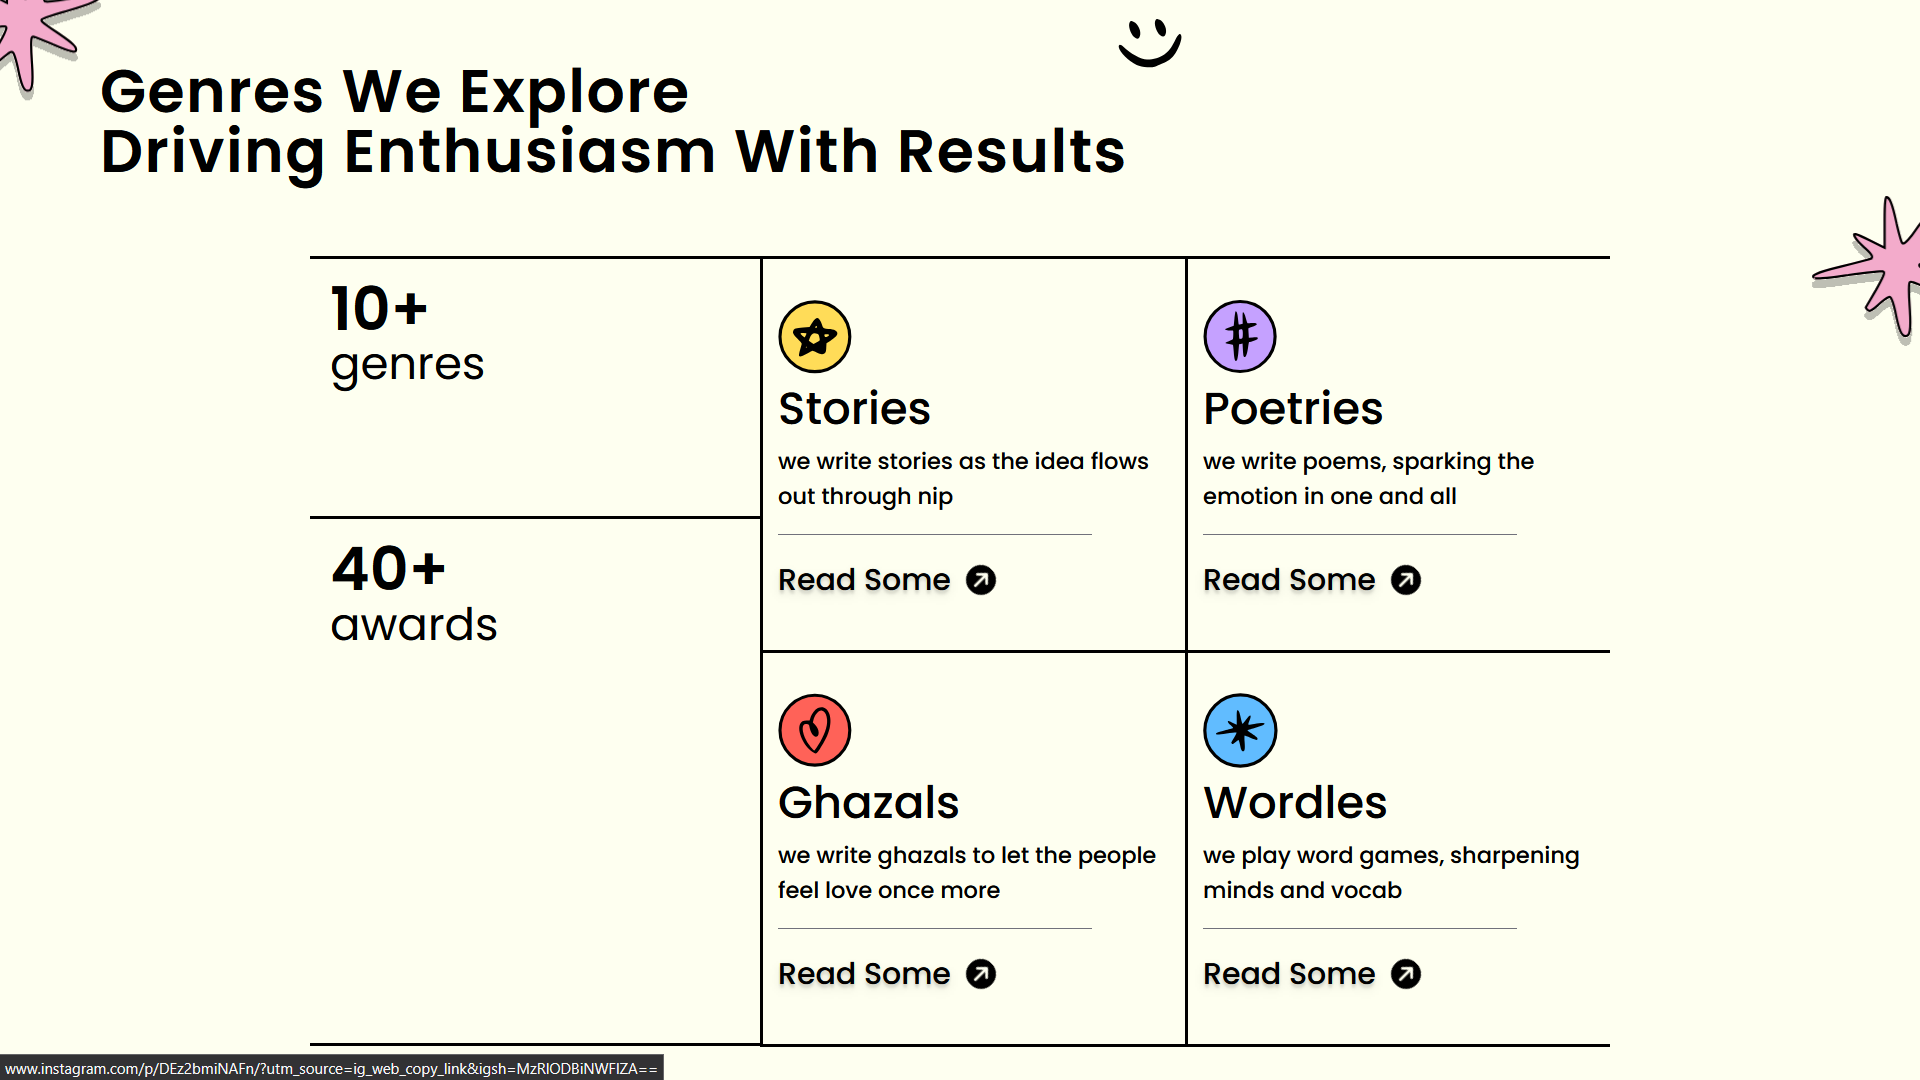 Genres We Explore
Driving Enthusiasm With Results
10+
genres
40+
awards
Stories
we write stories as the idea flows
out through nip
Read Some
Poetries
we write poems, sparking the
emotion in one and all
Read Some
Ghazals
we write ghazals to let the people
feel love once more
Read Some
Wordles
we play word games, sharpening
minds and vocab
Read Some
www.instagram.com/p/DEz2bmiNAFn/?utm_source=ig_web_copy_link&igsh=MzRlODBiNWFlZA==